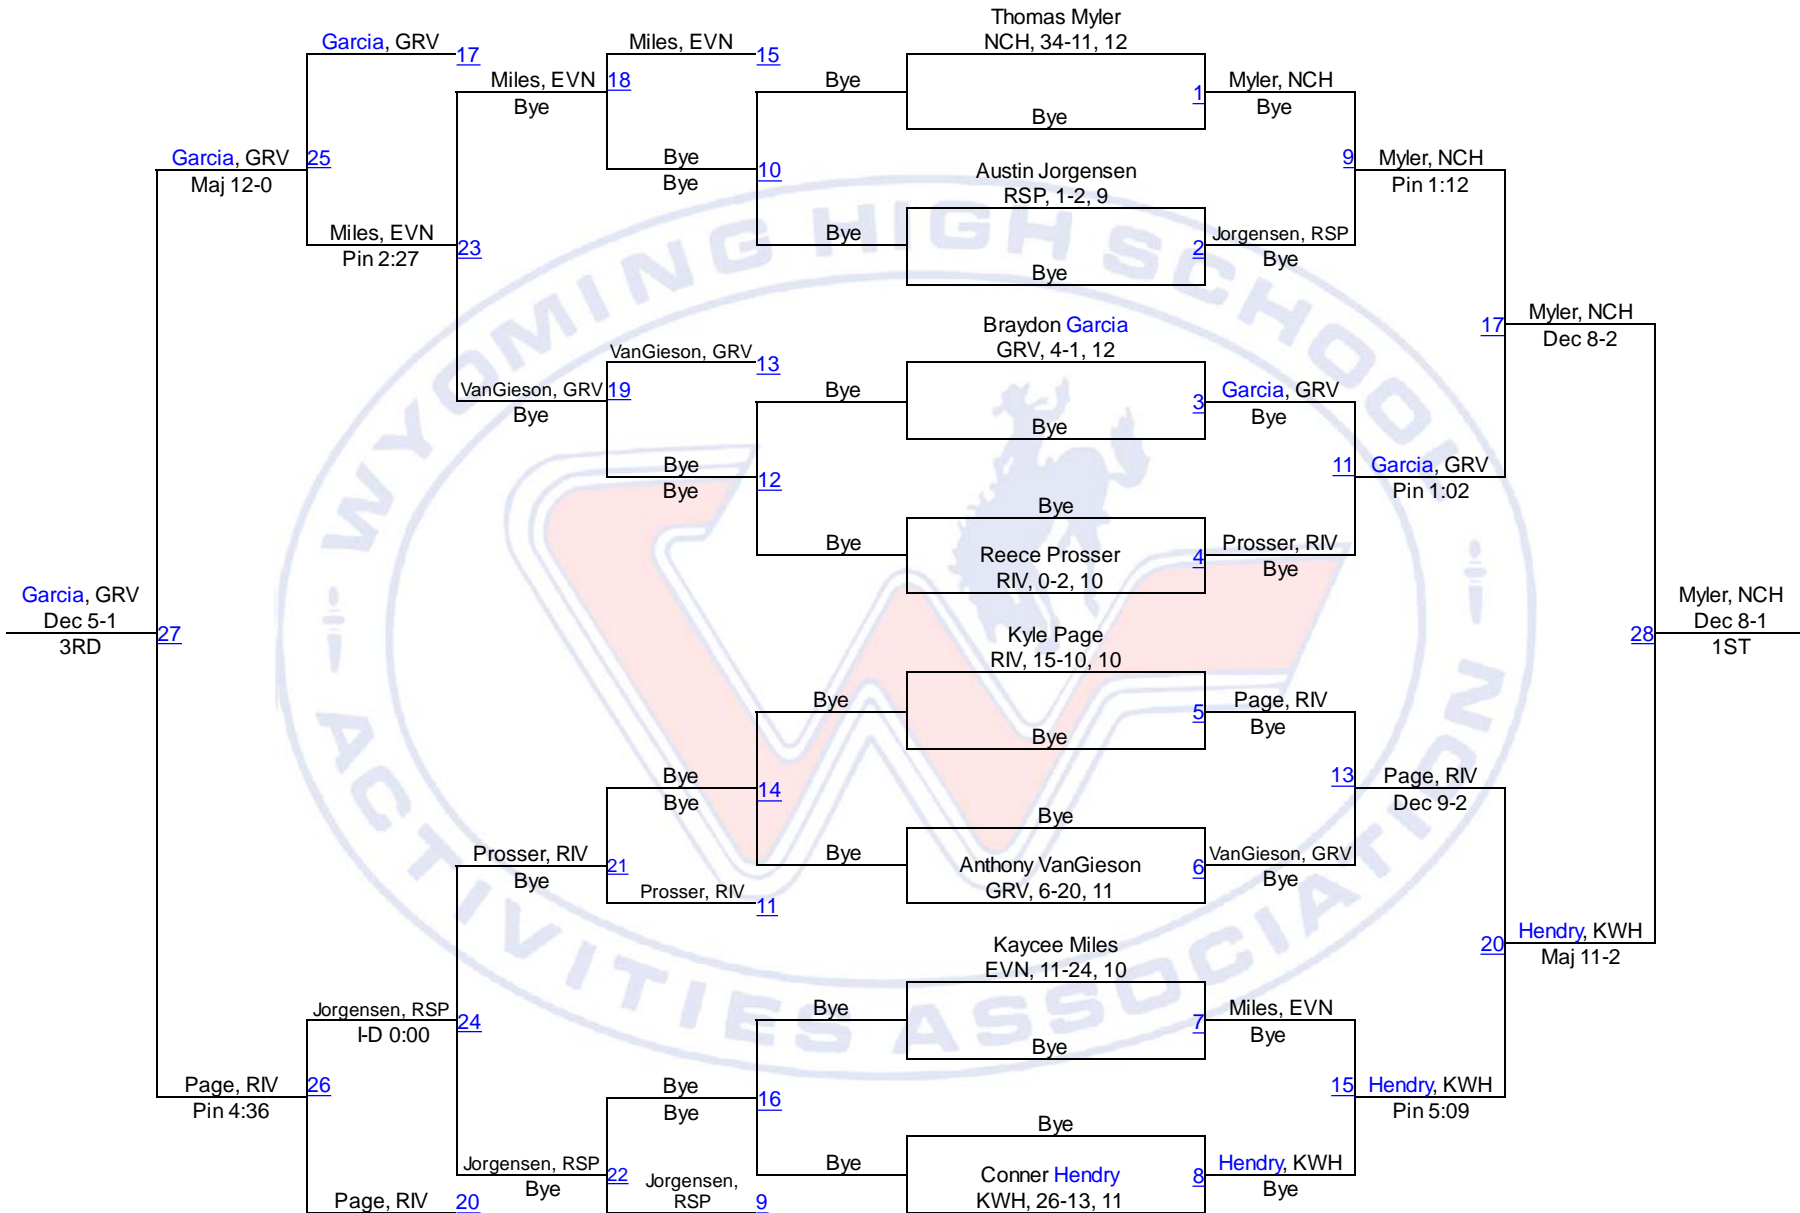 Garcia, GRV
17
Garcia, GRV
Maj 12-0
25
Miles, EVN
Pin 2:27
23
Miles, EVN
Bye
18
Miles, EVN
15
Bye
Bye
10
VanGieson, GRV
Bye
19
VanGieson, GRV
13
Bye
Bye
12
Garcia, GRV
Dec 5-1
3RD
27
Prosser, RIV
Bye
21
Bye
Bye
14
Prosser, RIV
11
Jorgensen, RSP
I-D 0:00
24
Page, RIV
Pin 4:36
26
Page, RIV
20
Jorgensen, RSP
Bye
22
Bye
Bye
16
Jorgensen,
RSP
9
Bye
Bye
Bye
Bye
Bye
Bye
Bye
Bye
Thomas Myler
NCH, 34-11, 12
1
Bye
Austin Jorgensen
RSP, 1-2, 9
2
Bye
Braydon Garcia
GRV, 4-1, 12
3
Bye
Bye
Reece Prosser
RIV, 0-2, 10
4
Kyle Page
RIV, 15-10, 10
5
Bye
Bye
Anthony VanGieson
GRV, 6-20, 11
6
Kaycee Miles
EVN, 11-24, 10
7
Bye
Bye
Conner Hendry
KWH, 26-13, 11
8
Myler, NCH
Bye
9
Jorgensen, RSP
Bye
Garcia, GRV
Bye
11
Prosser, RIV
Bye
Page, RIV
Bye
13
VanGieson, GRV
Bye
Miles, EVN
Bye
15
Hendry, KWH
Bye
Myler, NCH
Pin 1:12
17
Garcia, GRV
Pin 1:02
Page, RIV
Dec 9-2
20
Hendry, KWH
Pin 5:09
Myler, NCH
Dec 8-2
28
Hendry, KWH
Maj 11-2
Myler, NCH
Dec 8-1
1ST
WYOMING HIGH SCHOOL
ACTIVITIES ASSOCIATION